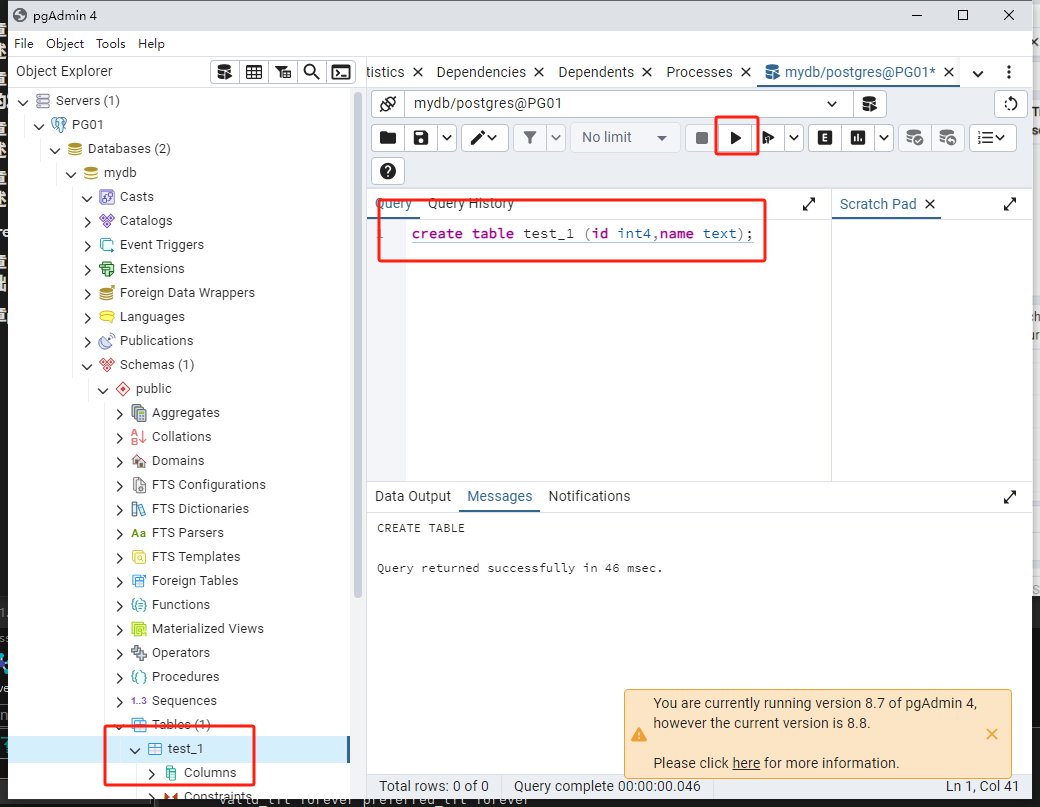 pgAdmin 4
File Object Tools Help
Object Explorer
Servers (1)
PG01
Databases (2)
mydb
Casts
Catalogs
Event Triggers
Extensions
Foreign Data Wrappers
Languages
Publications
Schemas (1)
public
Aggregates
Collations
Domains
FTS Configurations
FTS Dictionaries
FTS Parsers
FTS Templates
Foreign Tables
Functions
Materialized Views
Operators
Procedures
1..3 Sequences
Tables (1)
test_1
Columns
Constraints
tistics Dependencies Dependents Processes mydb/postgres@PG01*
mydb/postgres@PG01
No limit
E
Query Query History
Scratch Pad
1 create table test_1 (id int4,name text);
Data Output Messages Notifications
CREATE TABLE
Query returned successfully in 46 msec.
You are currently running version 8.7 of pgAdmin 4,
however the current version is 8.8.
Please click here for more information.
Total rows: 0 of 0 Query complete 00:00:00.046 Ln 1, Col 41
valid_lft forever preferred_lft forever